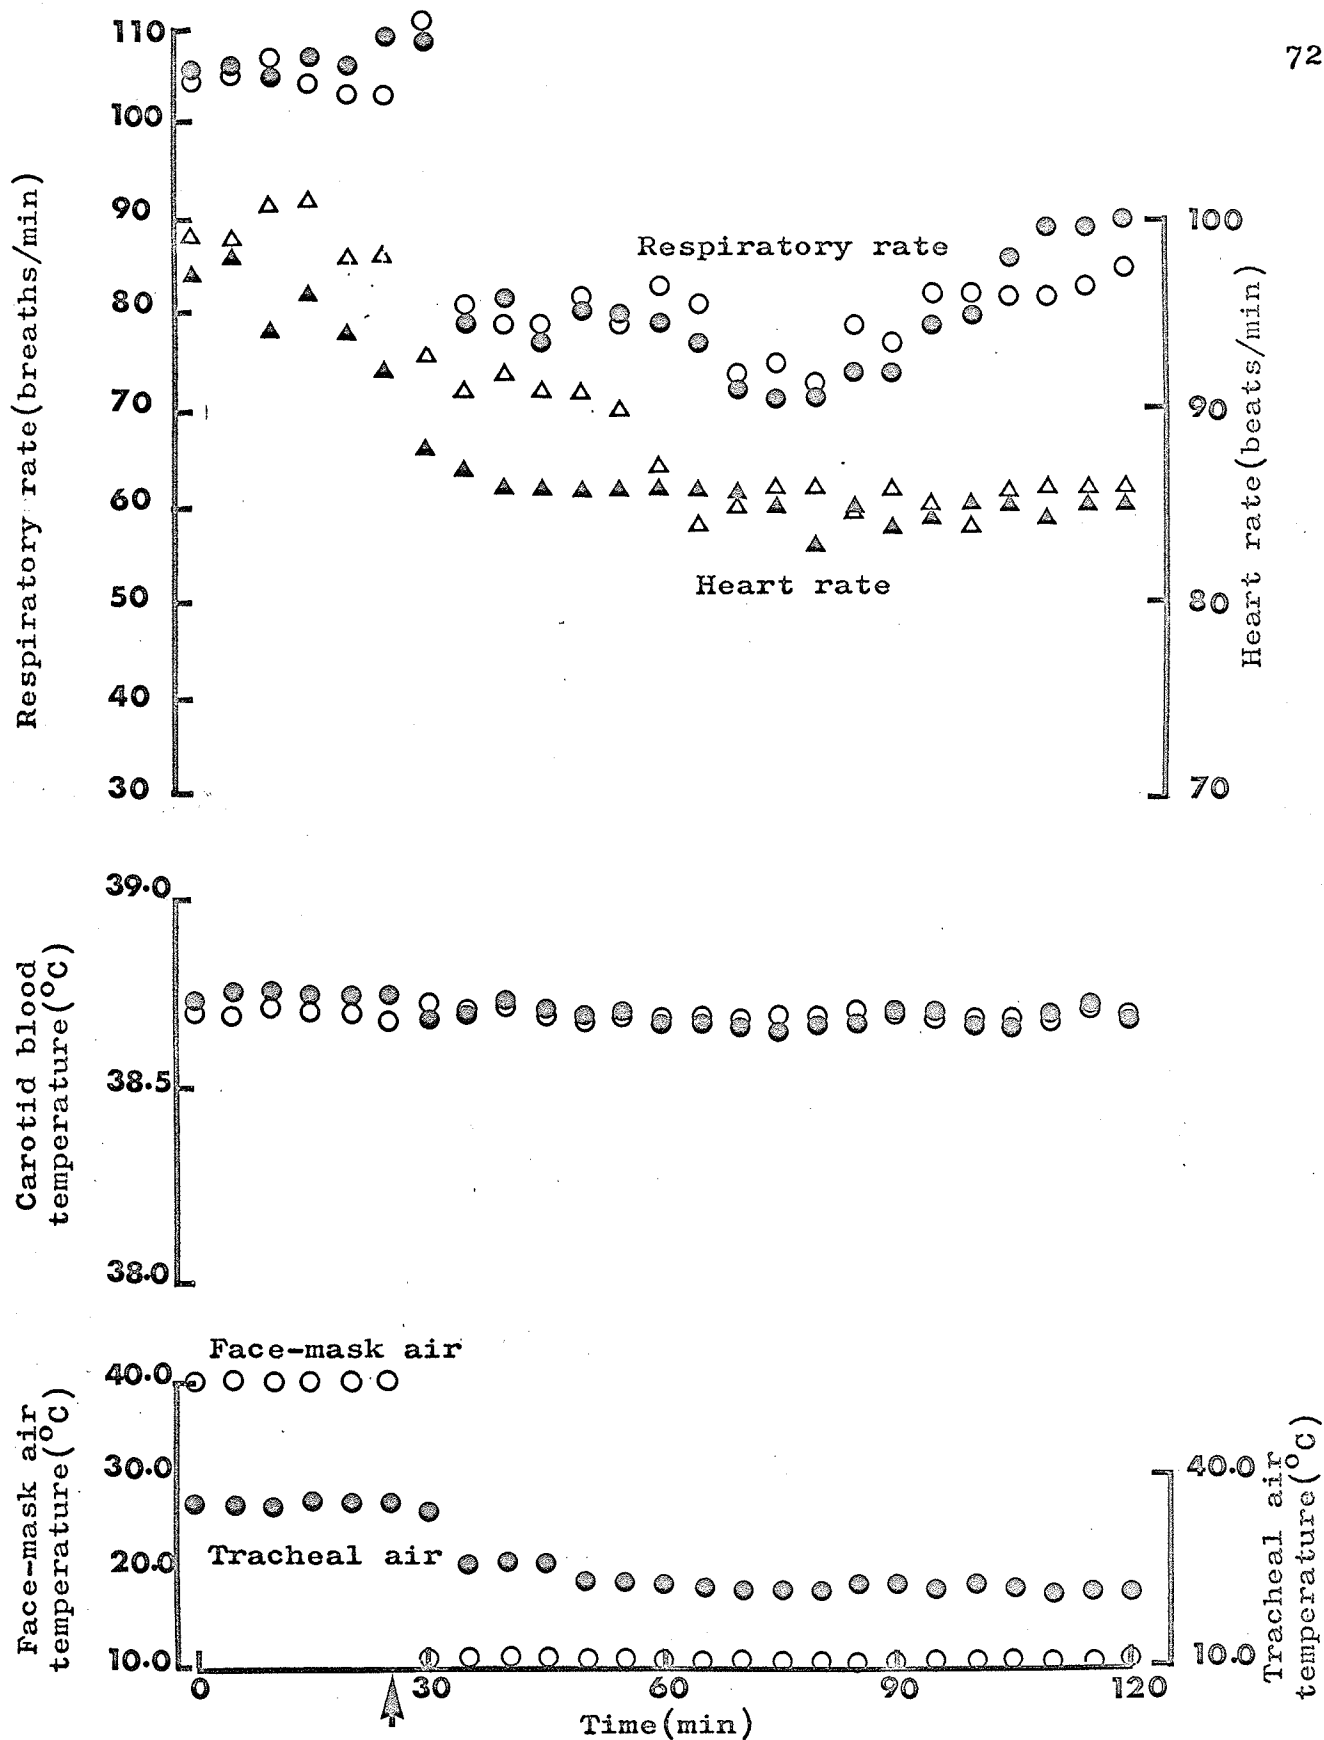 72
110
100
90
80
70
60
50
40
30
Respiratory rate(breaths/min)
100
90
80
70
Heart rate(beats/min)
Respiratory rate
Heart rate
39.0
38.5
38.0
Carotid blood
temperature(°C)
40.0
30.0
20.0
10.0
Face-mask air
temperature(°C)
Face-mask air
Tracheal air
40.0
10.0
Tracheal air
temperature(°C)
0
30
60
90
120
Time(min)